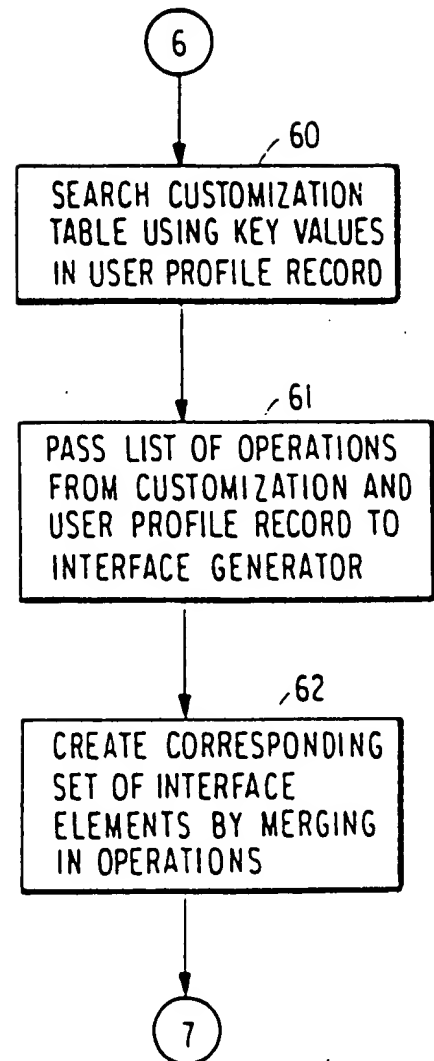 6
60
SEARCH CUSTOMIZATION
TABLE USING KEY VALUES
IN USER PROFILE RECORD
61
PASS LIST OF OPERATIONS
FROM CUSTOMIZATION AND
USER PROFILE RECORD TO
INTERFACE GENERATOR
62
CREATE CORRESPONDING
SET OF INTERFACE
ELEMENTS BY MERGING
IN OPERATIONS
7